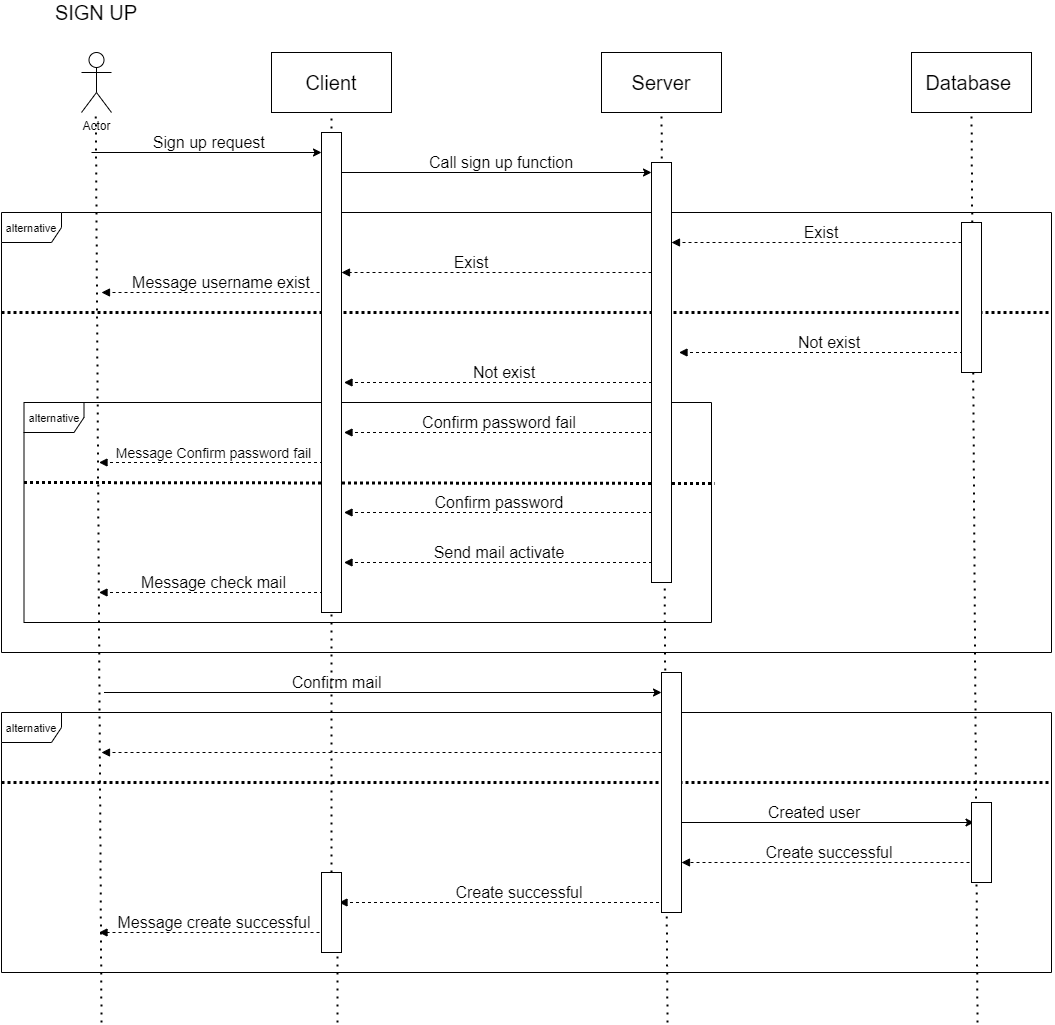 SIGN UP
Client
Server
Database
Actor
Sign up request
Call sign up function
alternative
Exist
Exist
Message username exist
Not exist
Not exist
alternative
Confirm password fail
Message Confirm password fail
Confirm password
Send mail activate
Message check mail
Confirm mail
alternative
Created user
Create successful
Create successful
Message create successful